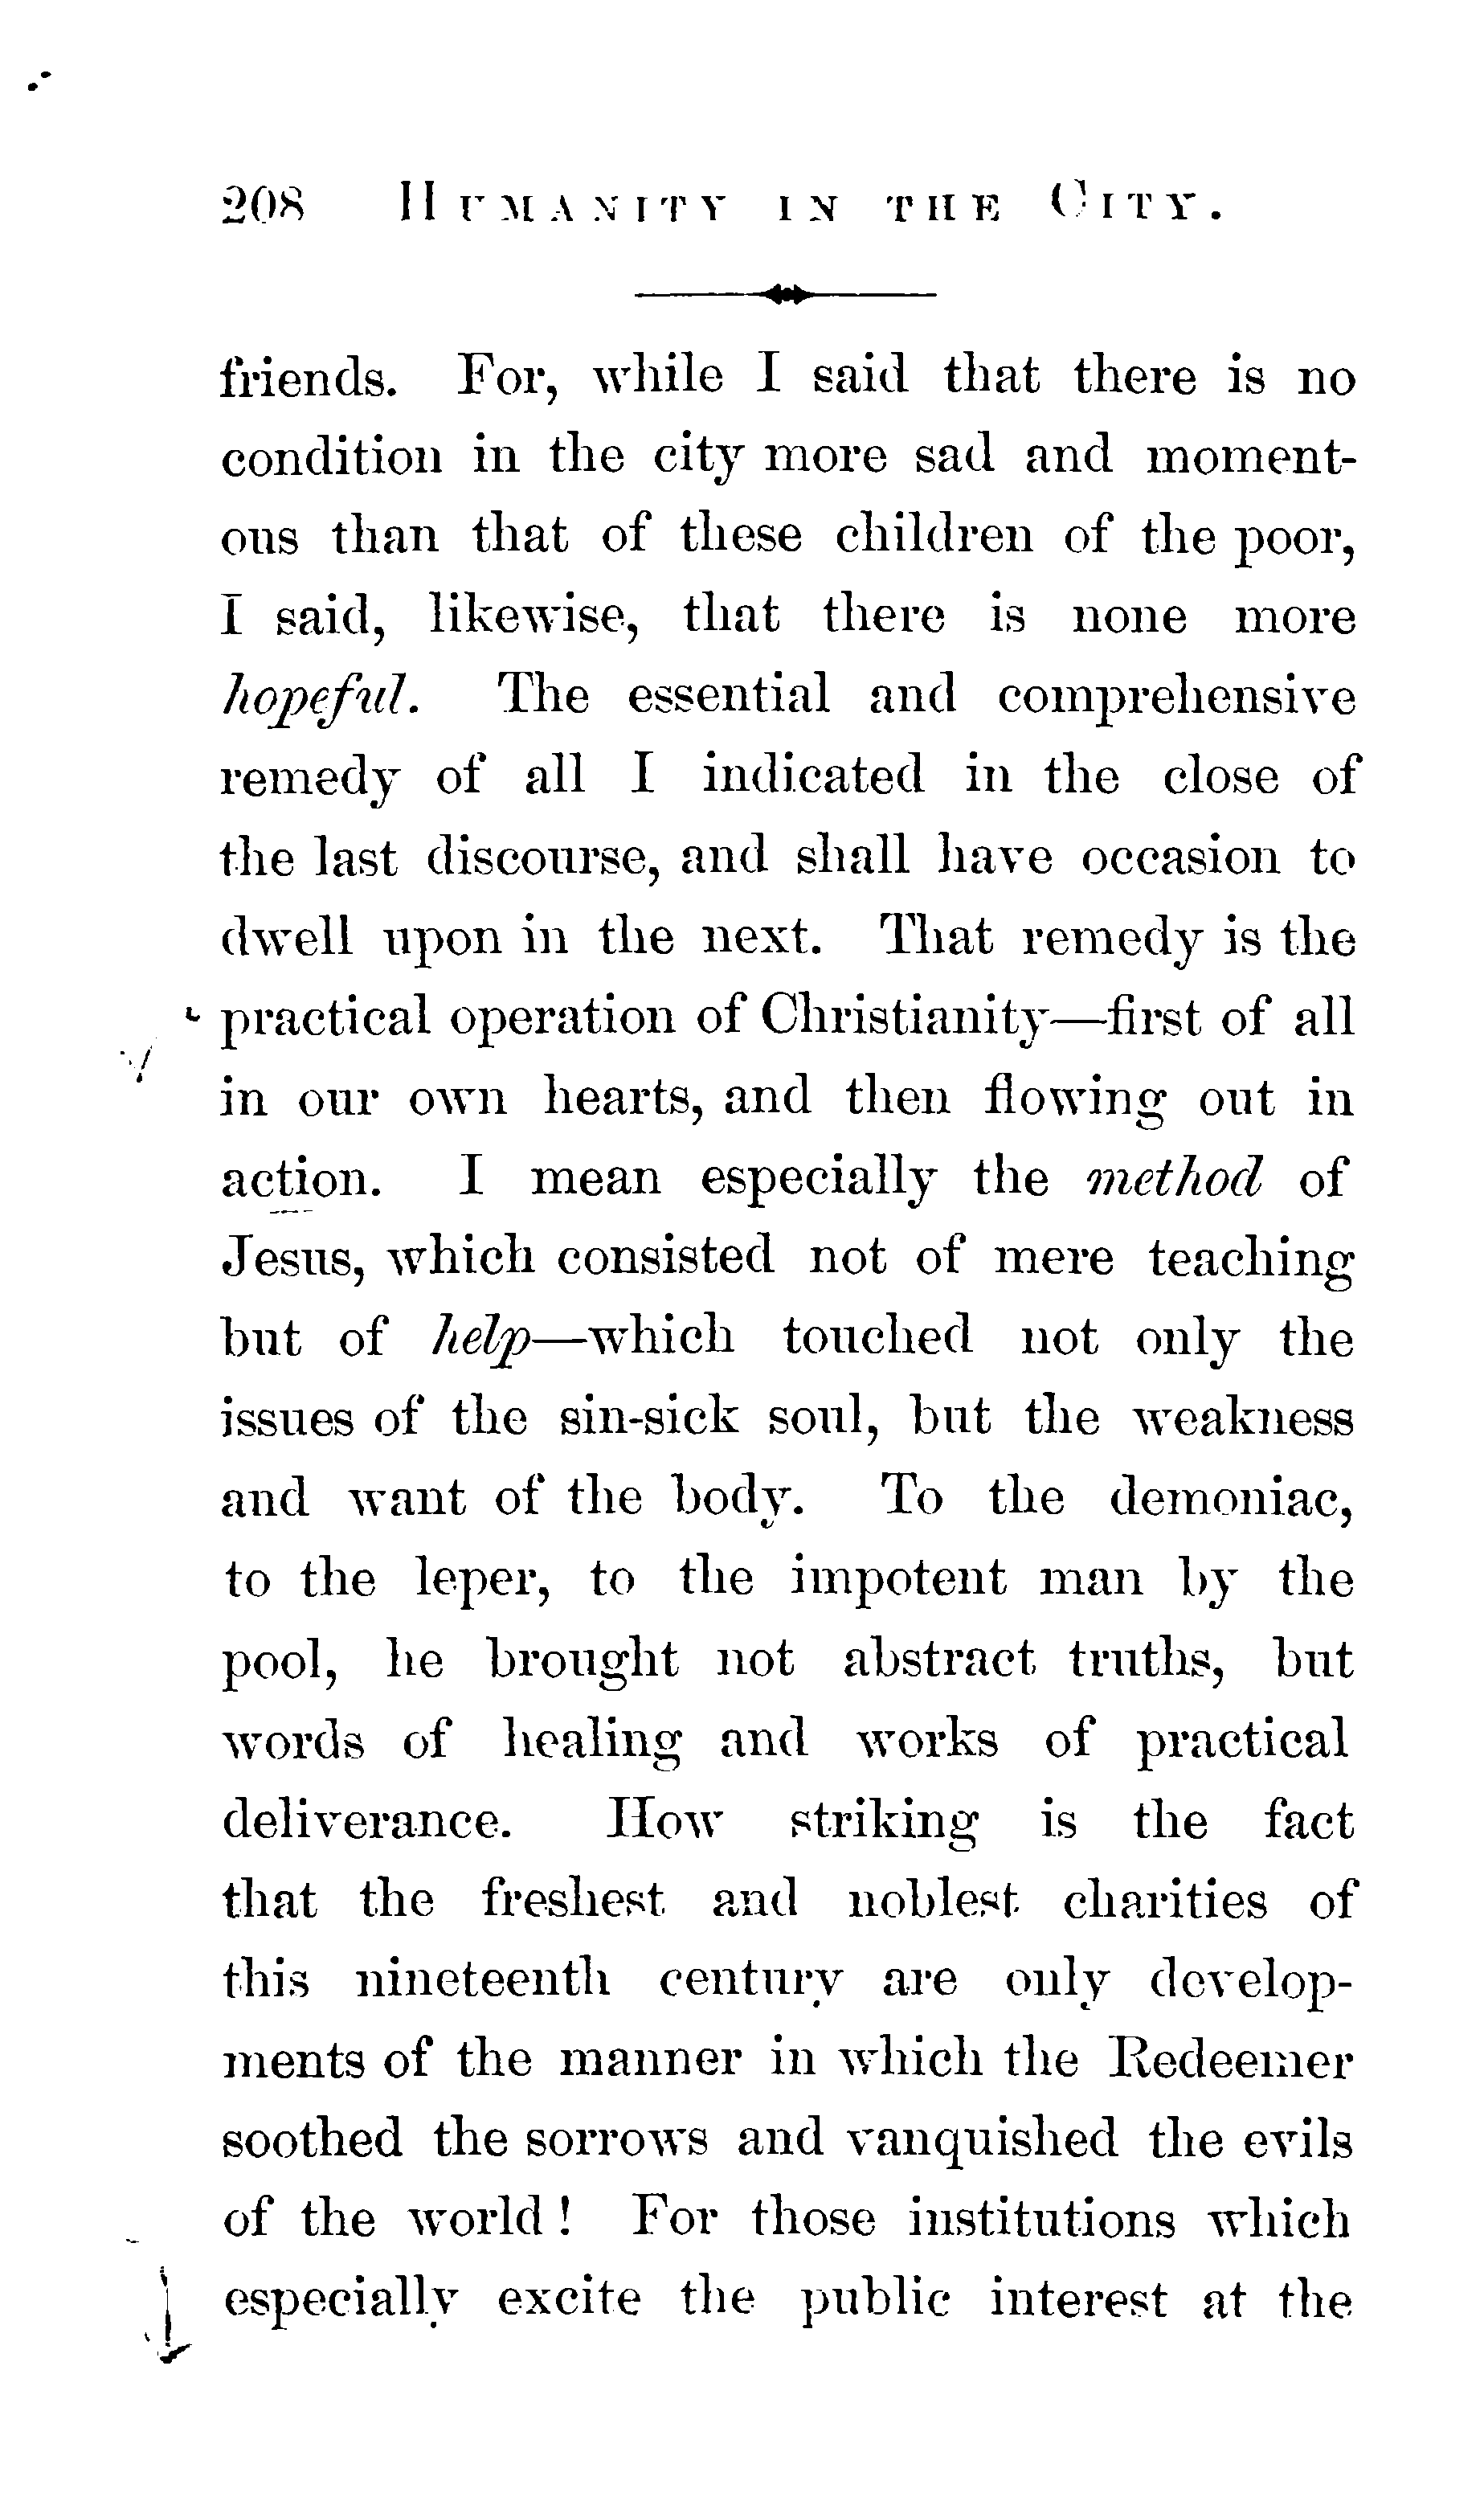 208 HUMANITY IN THE CITY.
friends. For, while I said that there is no
condition in the city more sad and moment-
ous than that of these children of the poor,
I said, likewise, that there is none more
hopeful. The essential and comprehensive
remedy of all I indicated in the close of
the last discourse, and shall have occasion to
dwell upon in the next. That remedy is the
practical operation of Christianity—first of all
in our own hearts, and then flowing out in
action. I mean especially the method of
Jesus, which consisted not of mere teaching
but of help—which touched not only the
issues of the sin-sick soul, but the weakness
and want of the body. To the demoniac,
to the leper, to the impotent man by the
pool, he brought not abstract truths, but
words of healing and works of practical
deliverance. How striking is the fact
that the freshest and noblest charities of
this nineteenth century are only develop-
ments of the manner in which the Redeemer
soothed the sorrows and vanquished the evils
of the world! For those institutions which
especially excite the public interest at the